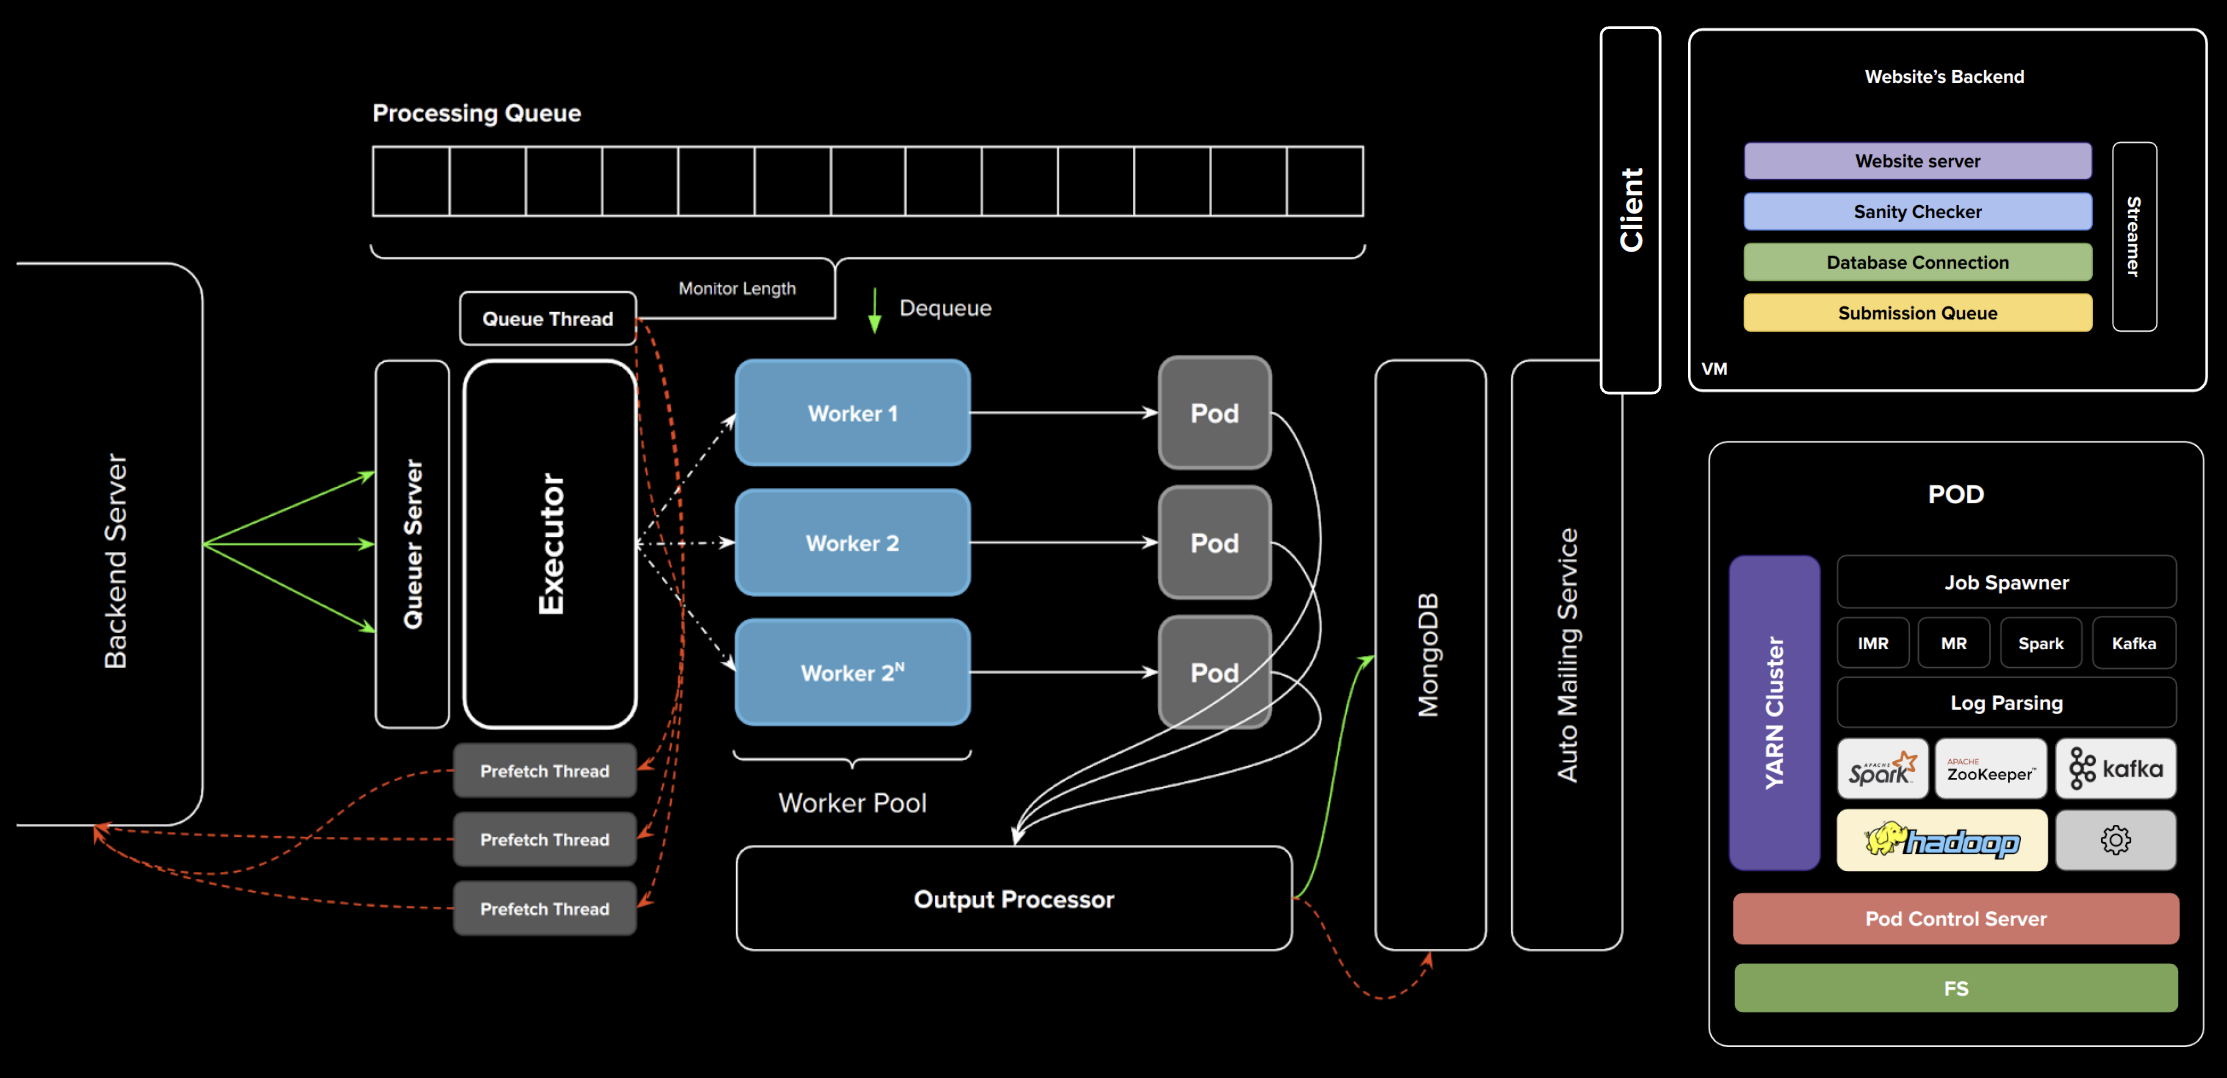 Processing Queue
Monitor Length
Queue Thread
Dequeue
Backend Server
Queuer Server
Executor
Worker 1
Worker 2
Worker 2ᴺ
Pod
Pod
Pod
Prefetch Thread
Prefetch Thread
Prefetch Thread
Worker Pool
Output Processor
MongoDB
Auto Mailing Service
Client
Website’s Backend
Website server
Sanity Checker
Database Connection
Submission Queue
Streamer
VM
POD
YARN Cluster
Job Spawner
IMR
MR
Spark
Kafka
Log Parsing
APACHE
Spark™
APACHE
ZooKeeper™
kafka
hadoop
Pod Control Server
FS